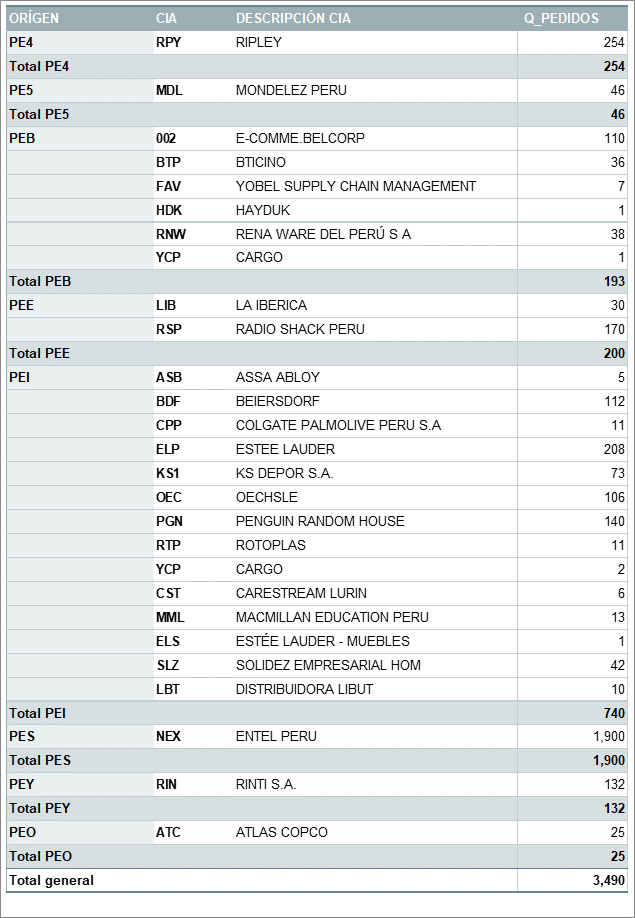 ORÍGEN CIA DESCRIPCIÓN CIA Q_PEDIDOS
PE4 RPY RIPLEY 254
Total PE4 254
PE5 MDL MONDELEZ PERU 46
Total PE5 46
PEB 002 E-COMME.BELCORP 110
BTP BTICINO 36
FAV YOBEL SUPPLY CHAIN MANAGEMENT 7
HDK HAYDUK 1
RNW RENA WARE DEL PERÚ S A 38
YCP CARGO 1
Total PEB 193
PEE LIB LA IBERICA 30
RSP RADIO SHACK PERU 170
Total PEE 200
PEI ASB ASSA ABLOY 5
BDF BEIERSDORF 112
CPP COLGATE PALMOLIVE PERU S.A 11
ELP ESTEE LAUDER 208
KS1 KS DEPOR S.A. 73
OEC OECHSLE 106
PGN PENGUIN RANDOM HOUSE 140
RTP ROTOPLAS 11
YCP CARGO 2
CST CARESTREAM LURIN 6
MML MACMILLAN EDUCATION PERU 13
ELS ESTÉE LAUDER - MUEBLES 1
SLZ SOLIDEZ EMPRESARIAL HOM 42
LBT DISTRIBUIDORA LIBUT 10
Total PEI 740
PES NEX ENTEL PERU 1,900
Total PES 1,900
PEY RIN RINTI S.A. 132
Total PEY 132
PEO ATC ATLAS COPCO 25
Total PEO 25
Total general 3,490